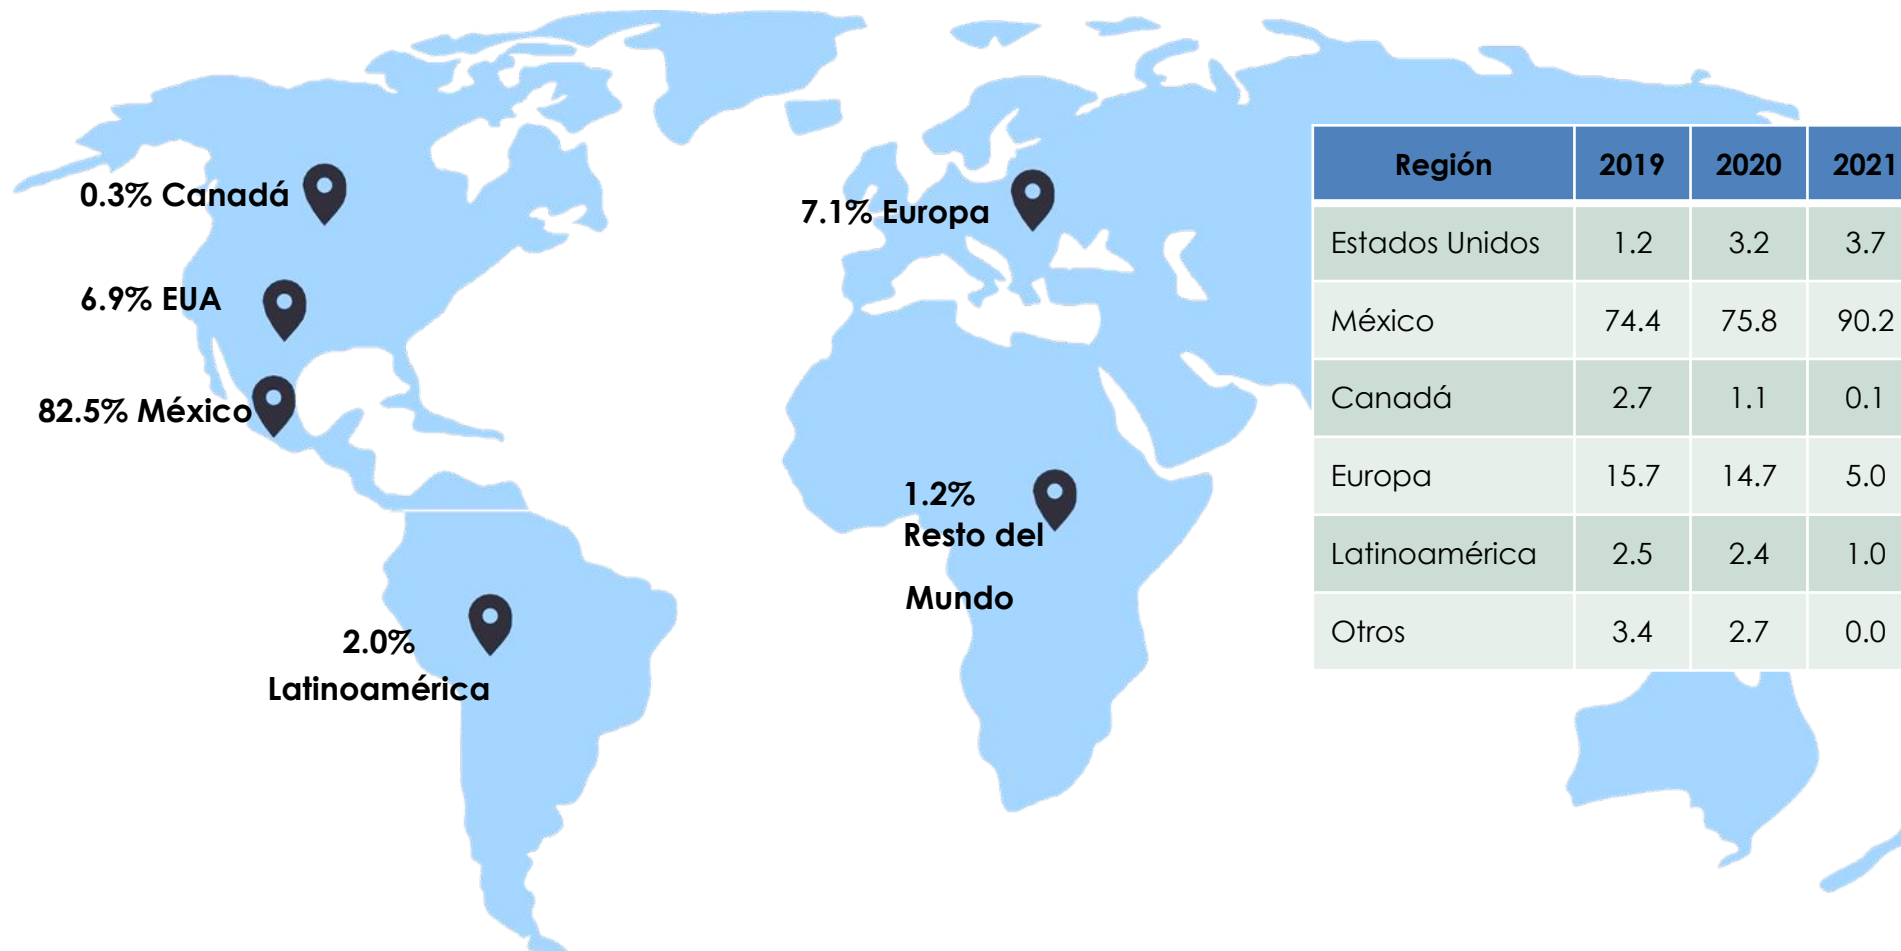 0.3% Canadá
6.9% EUA
82.5% México
2.0%
Latinoamérica
7.1% Europa
1.2%
Resto del
Mundo
Región 2019 2020 2021
Estados Unidos 1.2 3.2 3.7
México 74.4 75.8 90.2
Canadá 2.7 1.1 0.1
Europa 15.7 14.7 5.0
Latinoamérica 2.5 2.4 1.0
Otros 3.4 2.7 0.0